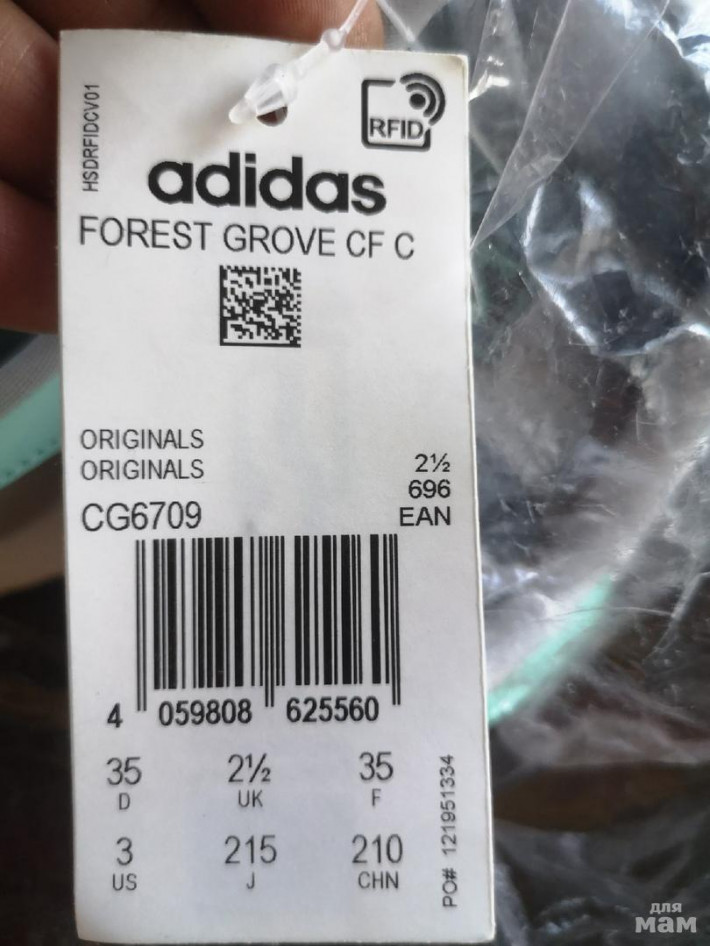 HSDRFIDCV01
RFID
adidas
FOREST GROVE CF C
ORIGINALS
ORIGINALS
2½
696
CG6709
EAN
4 059808 625560
35 2½ 35
D UK F
3 215 210
US J CHN
PO# 121951334
для
мам